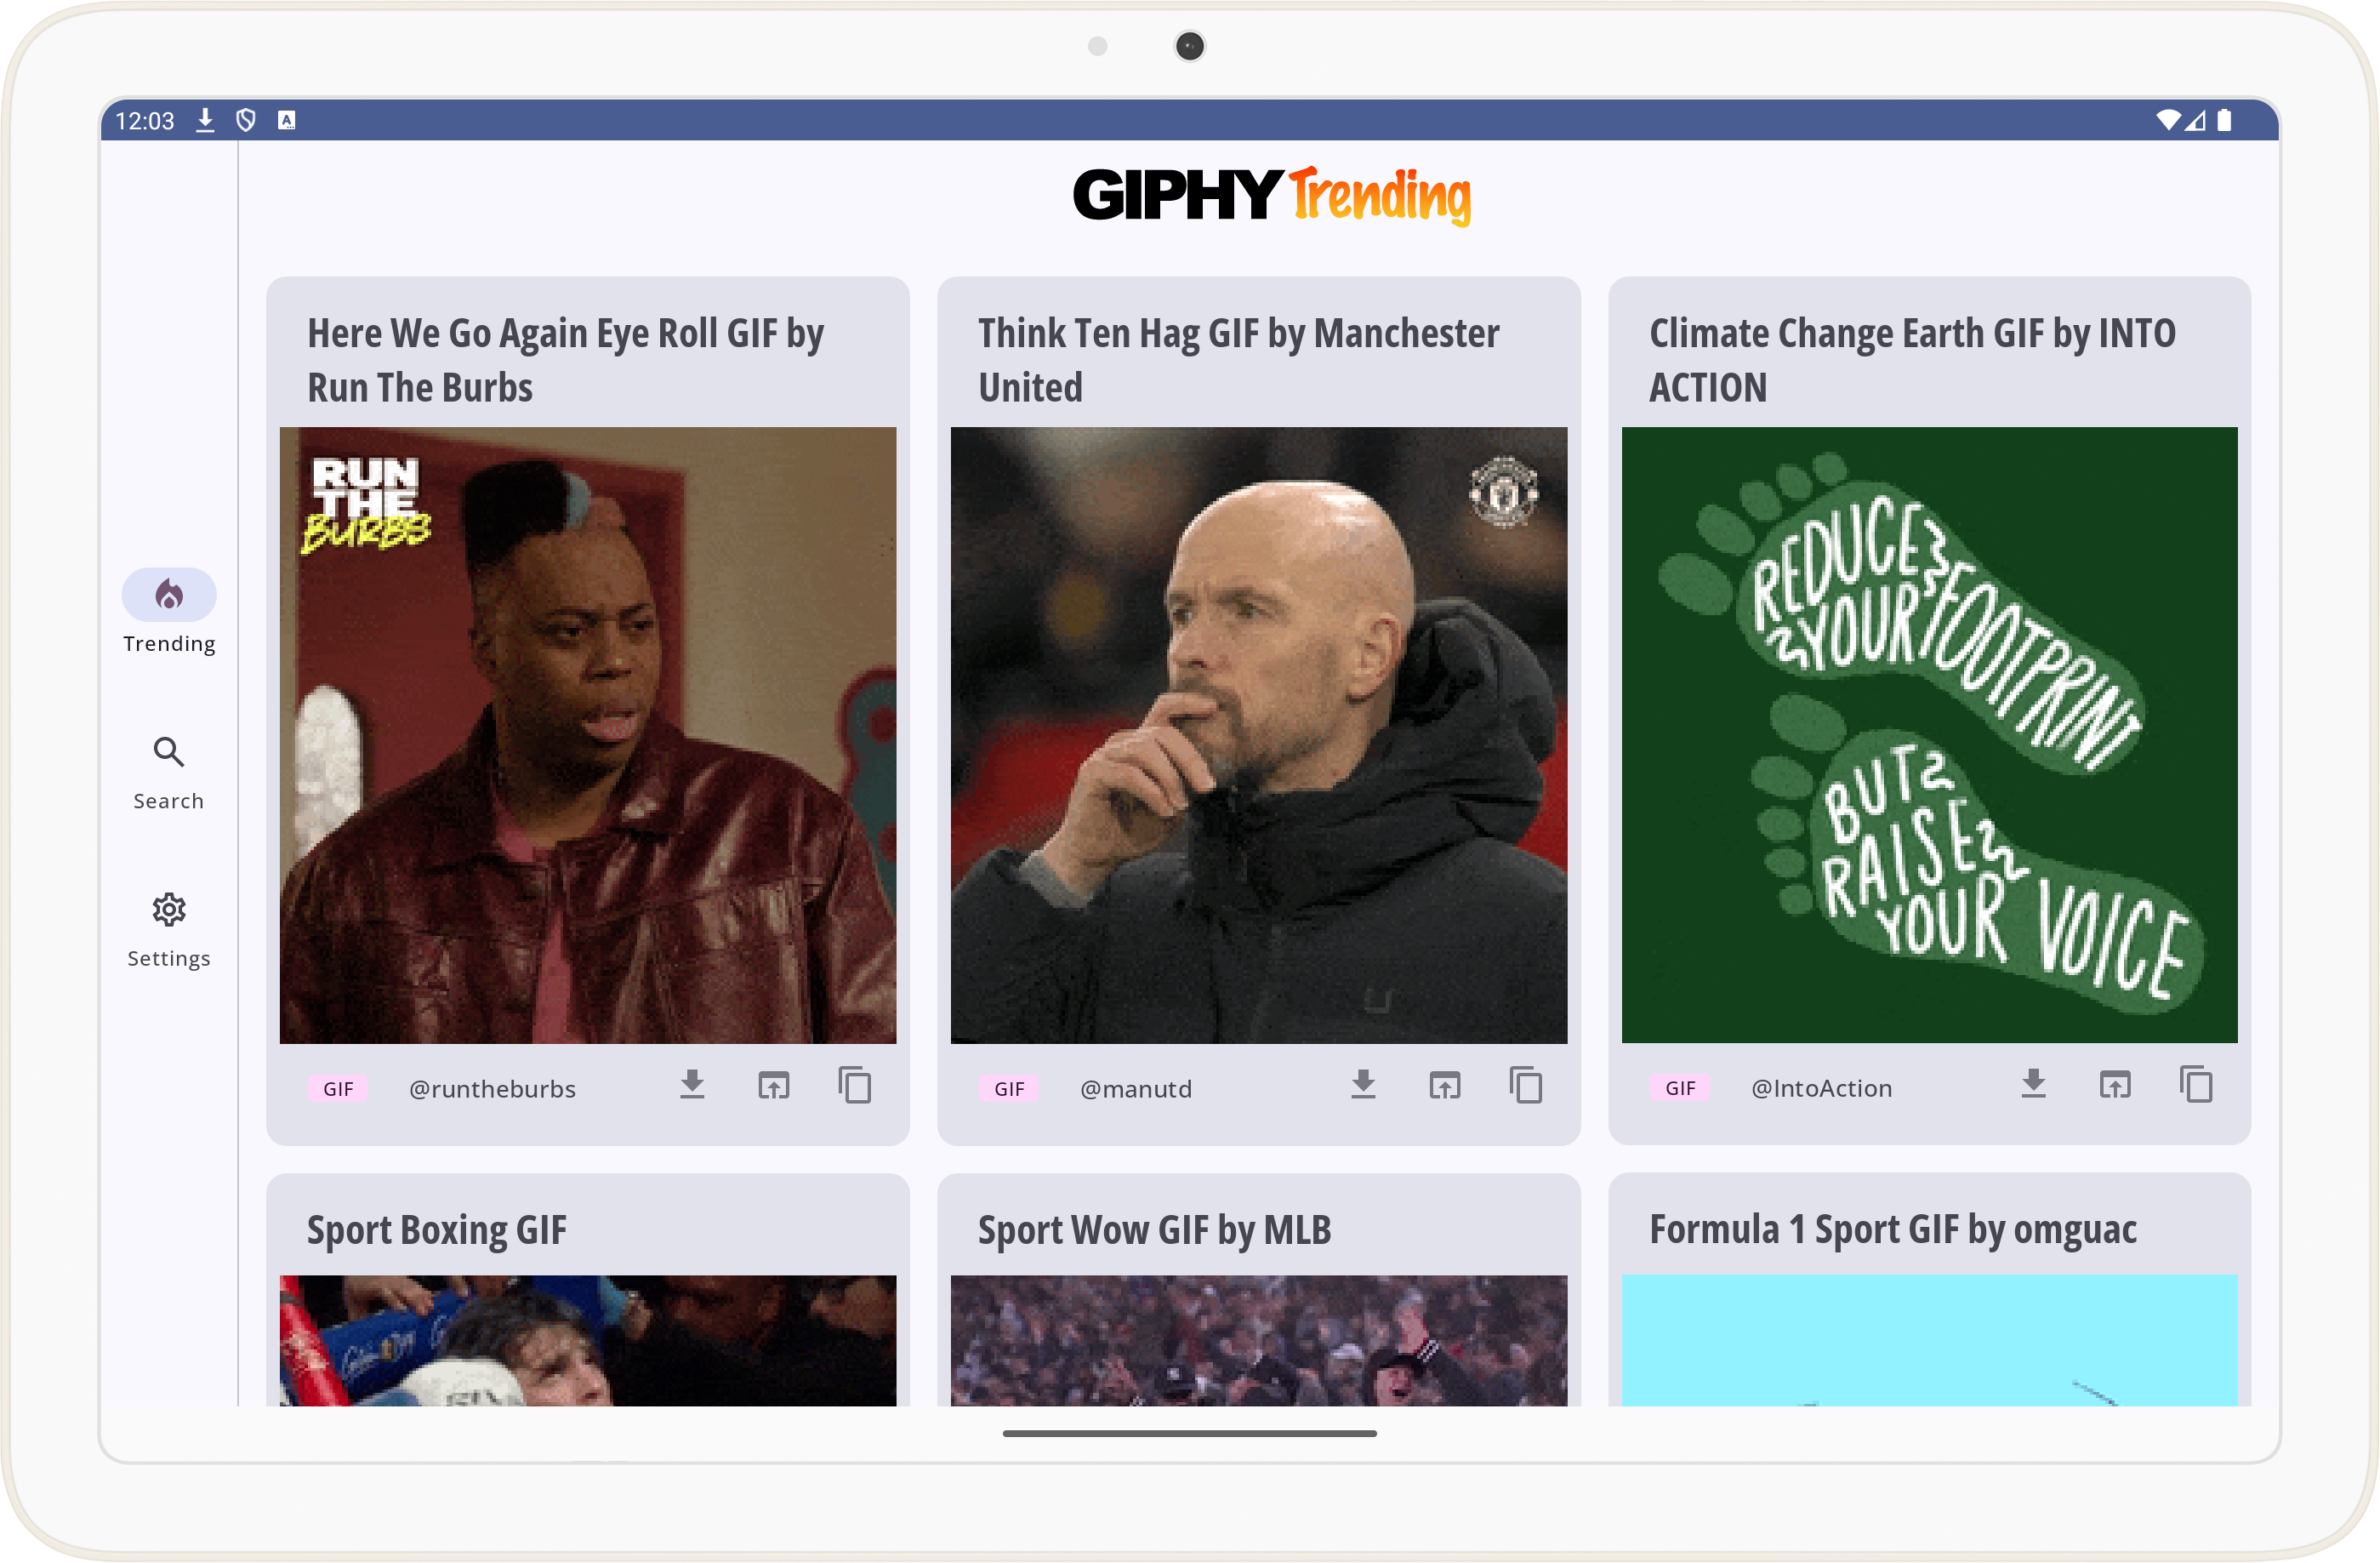 12:03
GIPHY Trending
Trending
Search
Settings
Here We Go Again Eye Roll GIF by
Run The Burbs
RUN
THE
BURBS
GIF @runtheburbs
Think Ten Hag GIF by Manchester
United
GIF @manutd
Climate Change Earth GIF by INTO
ACTION
REDUCE
YOUR FOOTPRINT
BUT
RAISE
YOUR VOICE
GIF @IntoAction
Sport Boxing GIF
Sport Wow GIF by MLB
Formula 1 Sport GIF by omguac